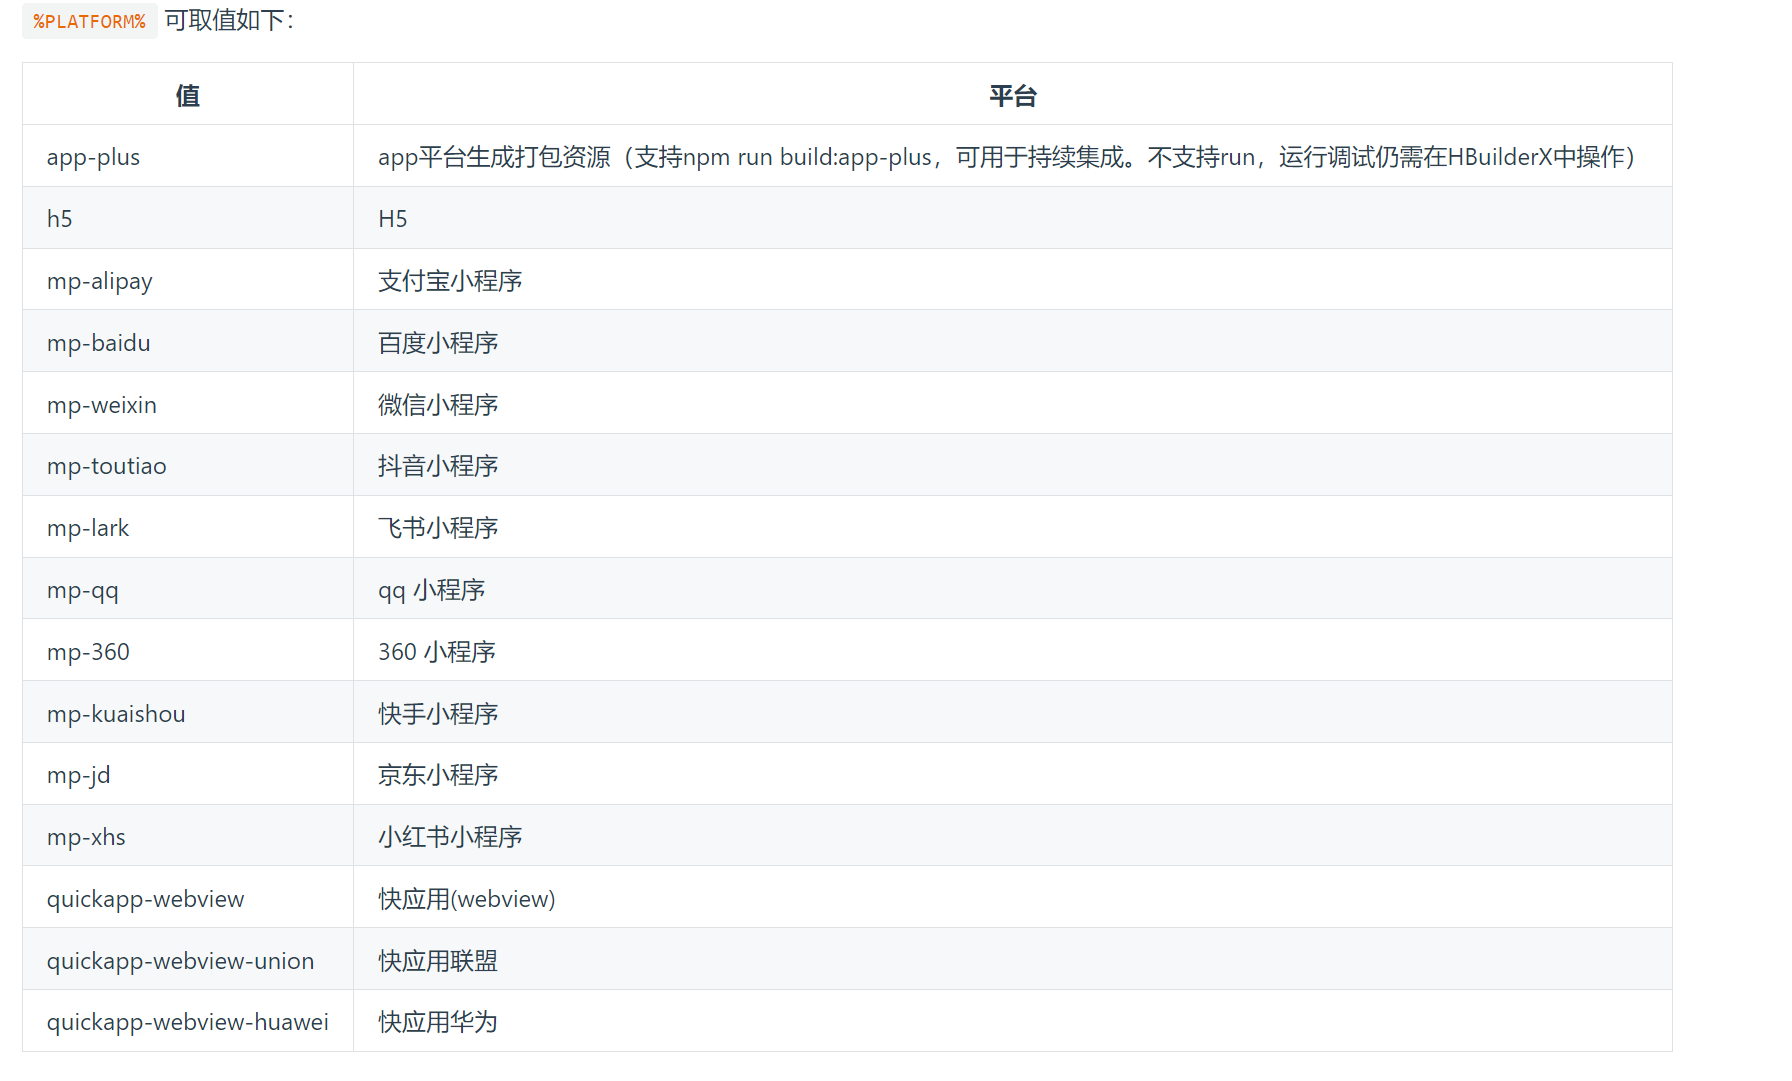 %PLATFORM% 可取值如下：
值 平台
app-plus app平台生成打包资源（支持npm run build:app-plus，可用于持续集成。不支持run，运行调试仍需在HBuilderX中操作）
h5 H5
mp-alipay 支付宝小程序
mp-baidu 百度小程序
mp-weixin 微信小程序
mp-toutiao 抖音小程序
mp-lark 飞书小程序
mp-qq qq 小程序
mp-360 360 小程序
mp-kuaishou 快手小程序
mp-jd 京东小程序
mp-xhs 小红书小程序
quickapp-webview 快应用(webview)
quickapp-webview-union 快应用联盟
quickapp-webview-huawei 快应用华为